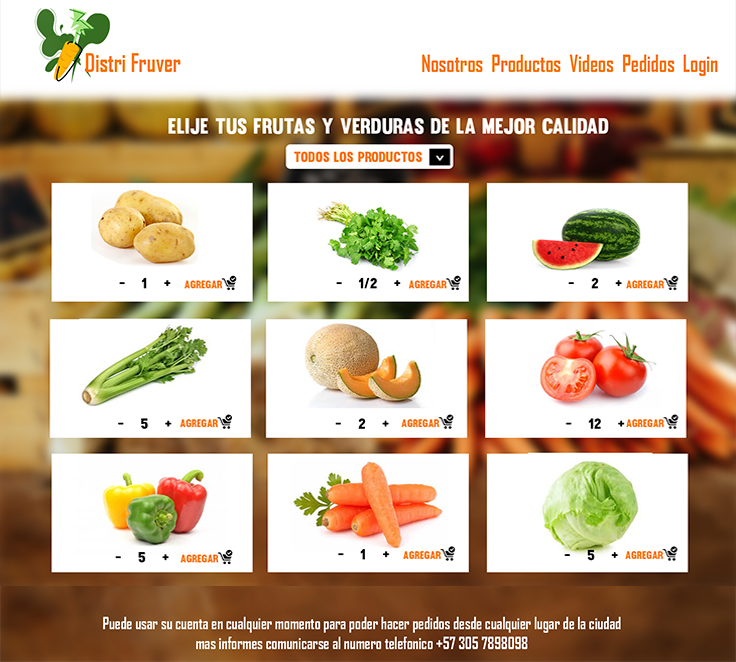 Distri Fruver
Nosotros Productos Videos Pedidos Login
ELIJE TUS FRUTAS Y VERDURAS DE LA MEJOR CALIDAD
TODOS LOS PRODUCTOS
- 1 + AGREGAR
- 1/2 + AGREGAR
- 2 + AGREGAR
- 5 + AGREGAR
- 2 + AGREGAR
- 12 + AGREGAR
- 5 + AGREGAR
- 1 + AGREGAR
- 5 + AGREGAR
Puede usar su cuenta en cualquier momento para poder hacer pedidos desde cualquier lugar de la ciudad
mas informes comunicarse al numero telefonico +57 305 7898098